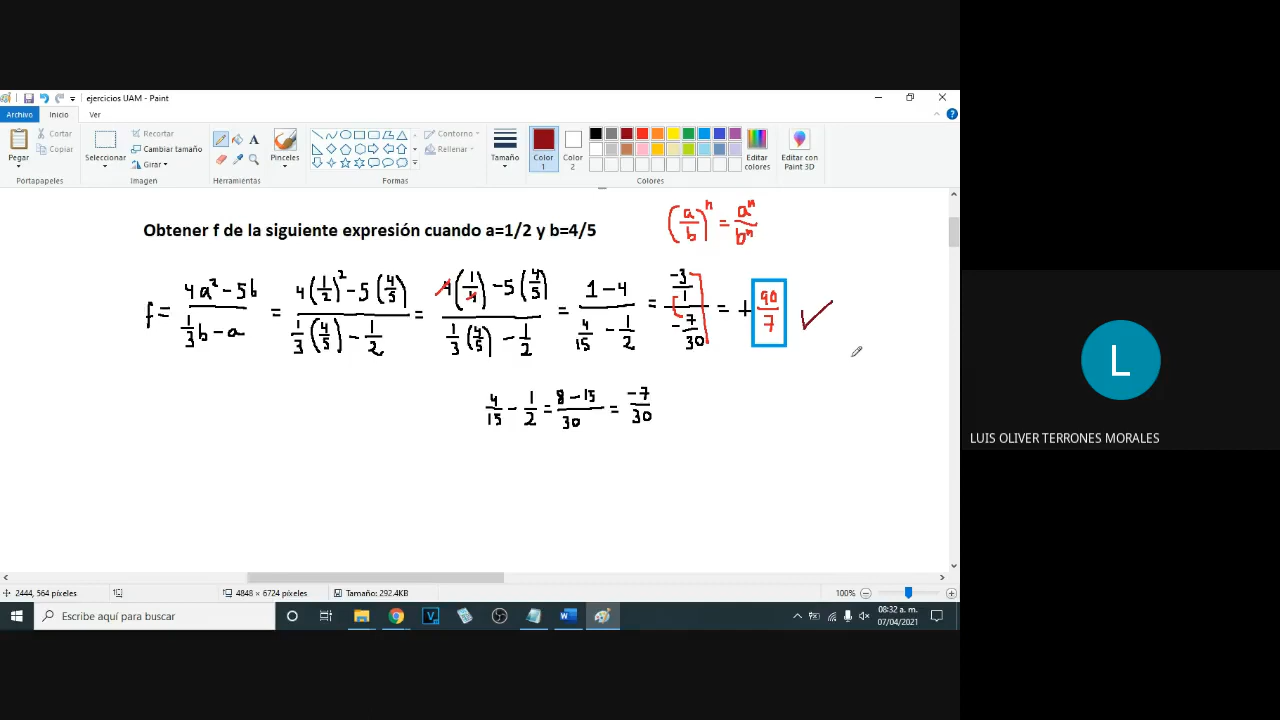 ejercicios UAM - Paint
Archivo Inicio Ver
Pegar
Cortar
Copiar
Portapapeles
Seleccionar
Recortar
Cambiar tamaño
Girar
Imagen
A
Herramientas
Pinceles
Contorno
Rellenar
Formas
Tamaño
Color 1
Color 2
Colores
Editar colores
Editar con Paint 3D
(a/b)^n = a^n/b^n
Obtener f de la siguiente expresión cuando a=1/2 y b=4/5
f = (4a² - 5b)/(1/3 b - a) = (4(1/2)² - 5(4/5))/(1/3(4/5) - 1/2) = (4(1/4) - 5(4/5))/(1/3(4/5) - 1/2) = (1 - 4)/(4/15 - 1/2) = (-3/1)/(-7/30) = + 90/7 ✓
4/15 - 1/2 = (8 - 15)/30 = -7/30
L
LUIS OLIVER TERRONES MORALES
2444, 564 píxeles
4848 × 6724 píxeles
Tamaño: 292.4KB
100%
Escribe aquí para buscar
08:32 a. m.
07/04/2021